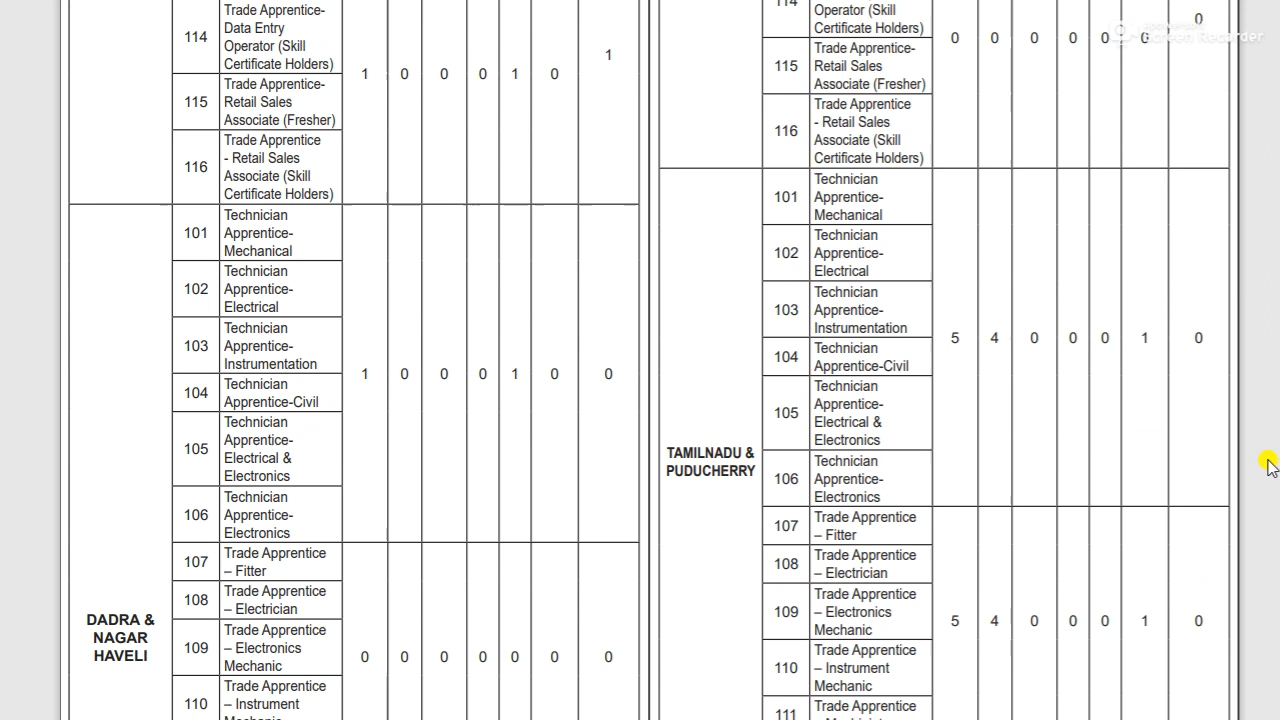 114
Trade Apprentice-
Data Entry
Operator (Skill
Certificate Holders)
115
Trade Apprentice-
Retail Sales
Associate (Fresher)
116
Trade Apprentice
- Retail Sales
Associate (Skill
Certificate Holders)
1 0 0 0 1 0 1
DADRA &
NAGAR
HAVELI
101
Technician
Apprentice-
Mechanical
102
Technician
Apprentice-
Electrical
103
Technician
Apprentice-
Instrumentation
104
Technician
Apprentice-Civil
105
Technician
Apprentice-
Electrical &
Electronics
106
Technician
Apprentice-
Electronics
1 0 0 0 1 0 0
107
Trade Apprentice
– Fitter
108
Trade Apprentice
– Electrician
109
Trade Apprentice
– Electronics
Mechanic
110
Trade Apprentice
– Instrument
0 0 0 0 0 0 0
114
Operator (Skill
Certificate Holders)
115
Trade Apprentice-
Retail Sales
Associate (Fresher)
116
Trade Apprentice
- Retail Sales
Associate (Skill
Certificate Holders)
0 0 0 0 0 0 0
Screen Recorder
TAMILNADU &
PUDUCHERRY
101
Technician
Apprentice-
Mechanical
102
Technician
Apprentice-
Electrical
103
Technician
Apprentice-
Instrumentation
104
Technician
Apprentice-Civil
105
Technician
Apprentice-
Electrical &
Electronics
106
Technician
Apprentice-
Electronics
5 4 0 0 0 1 0
107
Trade Apprentice
– Fitter
108
Trade Apprentice
– Electrician
109
Trade Apprentice
– Electronics
Mechanic
110
Trade Apprentice
– Instrument
Mechanic
111
Trade Apprentice
5 4 0 0 0 1 0